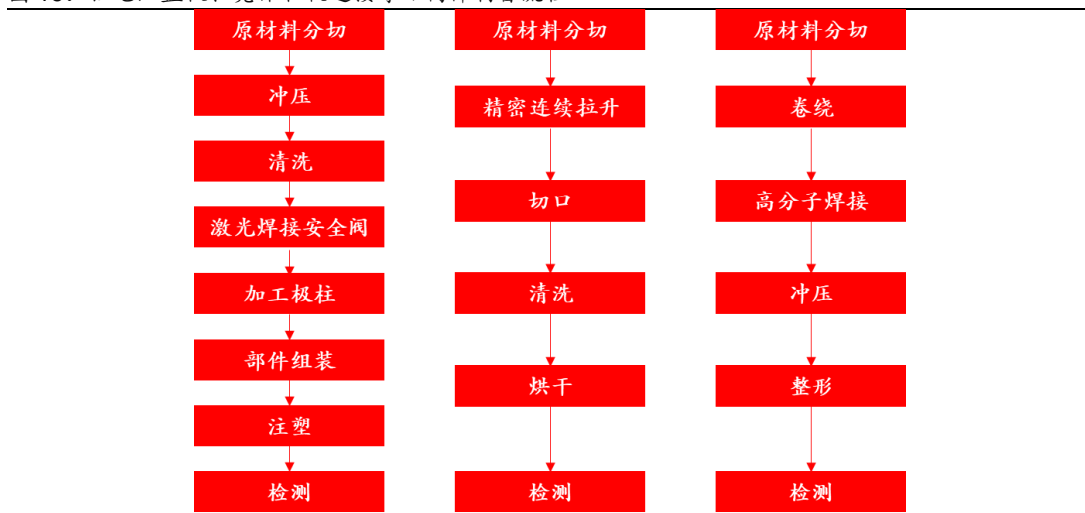 原材料分切
冲压
清洗
激光焊接安全阀
加工极柱
部件组装
注塑
检测
原材料分切
精密连续拉升
切口
清洗
烘干
检测
原材料分切
卷绕
高分子焊接
冲压
整形
检测